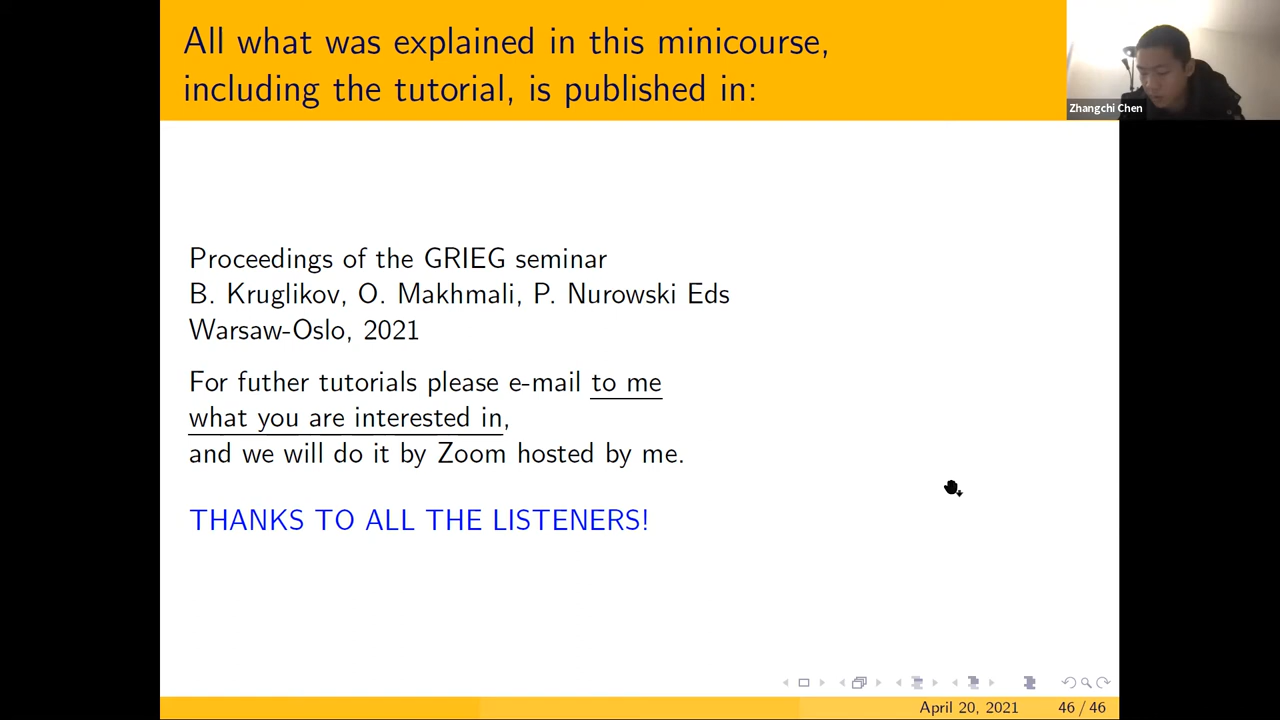 All what was explained in this minicourse,
including the tutorial, is published in:
Zhangchi Chen
Proceedings of the GRIEG seminar
B. Kruglikov, O. Makhmali, P. Nurowski Eds
Warsaw-Oslo, 2021
For futher tutorials please e-mail to me
what you are interested in,
and we will do it by Zoom hosted by me.
THANKS TO ALL THE LISTENERS!
April 20, 2021 46 / 46